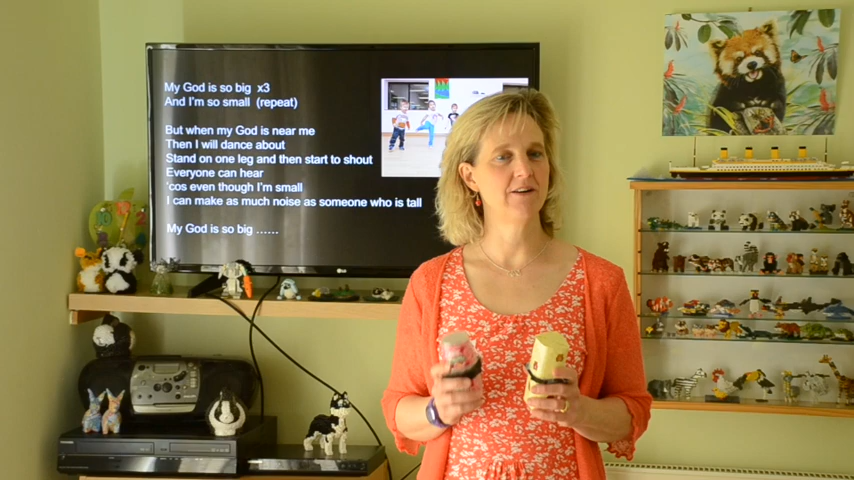 My God is so big x3
And I'm so small (repeat)
But when my God is near me
Then I will dance about
Stand on one leg and then start to shout
Everyone can hear
'cos even though I'm small
I can make as much noise as someone who is tall
My God is so big ......
LG